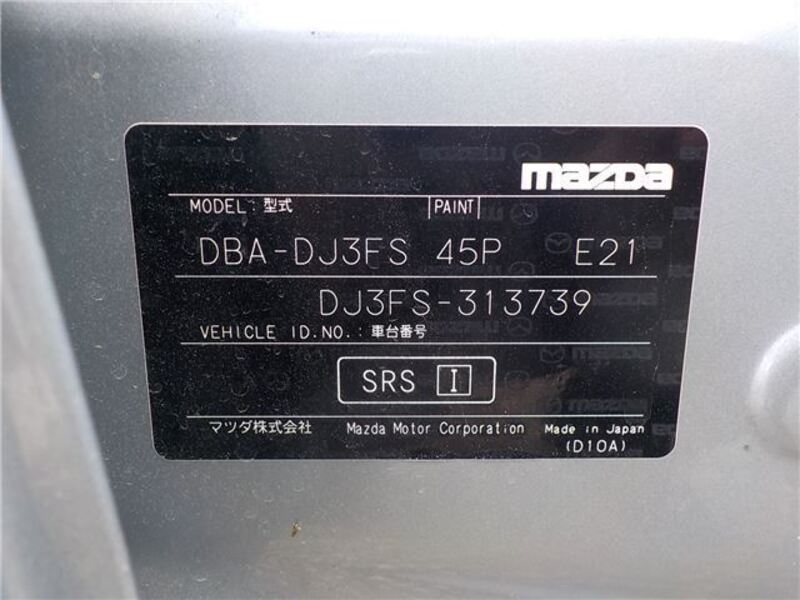 mazda
MODEL: 型式 PAINT
DBA-DJ3FS 45P E21
DJ3FS-313739
VEHICLE ID.NO.: 車台番号
SRS I
マツダ株式会社 Mazda Motor Corporation Made in Japan
(D10A)